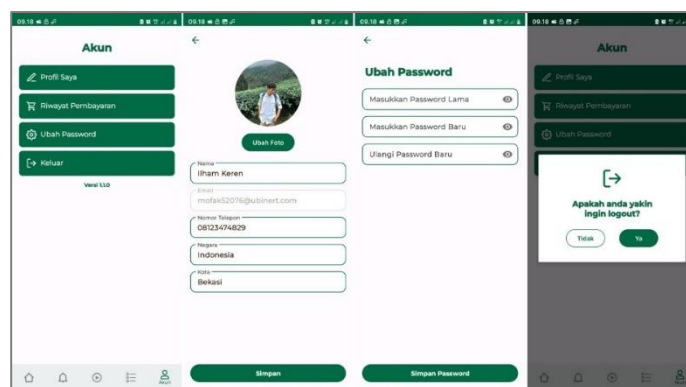 09.18
Akun
Profil Saya
Riwayat Pembayaran
Ubah Password
Keluar
Versi 1.1.0
Akun
09.18
Ubah Foto
Nama
Ilham Keren
Email
mofak52076@ubinert.com
Nomor Telepon
08123474829
Negara
Indonesia
Kota
Bekasi
Simpan
09.18
Ubah Password
Masukkan Password Lama
Masukkan Password Baru
Ulangi Password Baru
Simpan Password
09.18
Akun
Profil Saya
Riwayat Pembayaran
Ubah Password
Apakah anda yakin
ingin logout?
Tidak
Ya
Akun